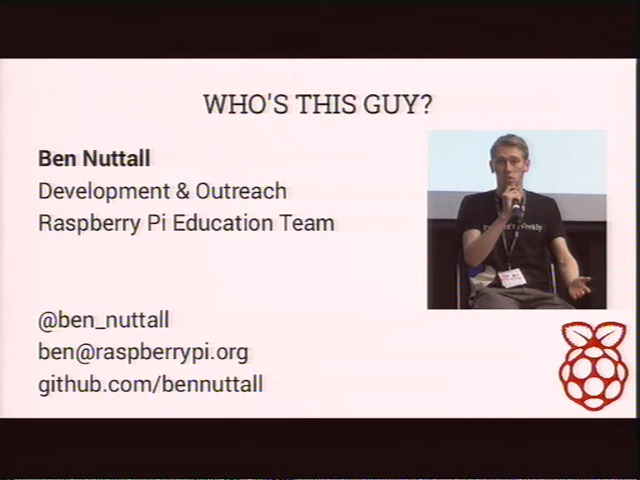 WHO'S THIS GUY?
Ben Nuttall
Development & Outreach
Raspberry Pi Education Team
@ben_nuttall
ben@raspberrypi.org
github.com/bennuttall